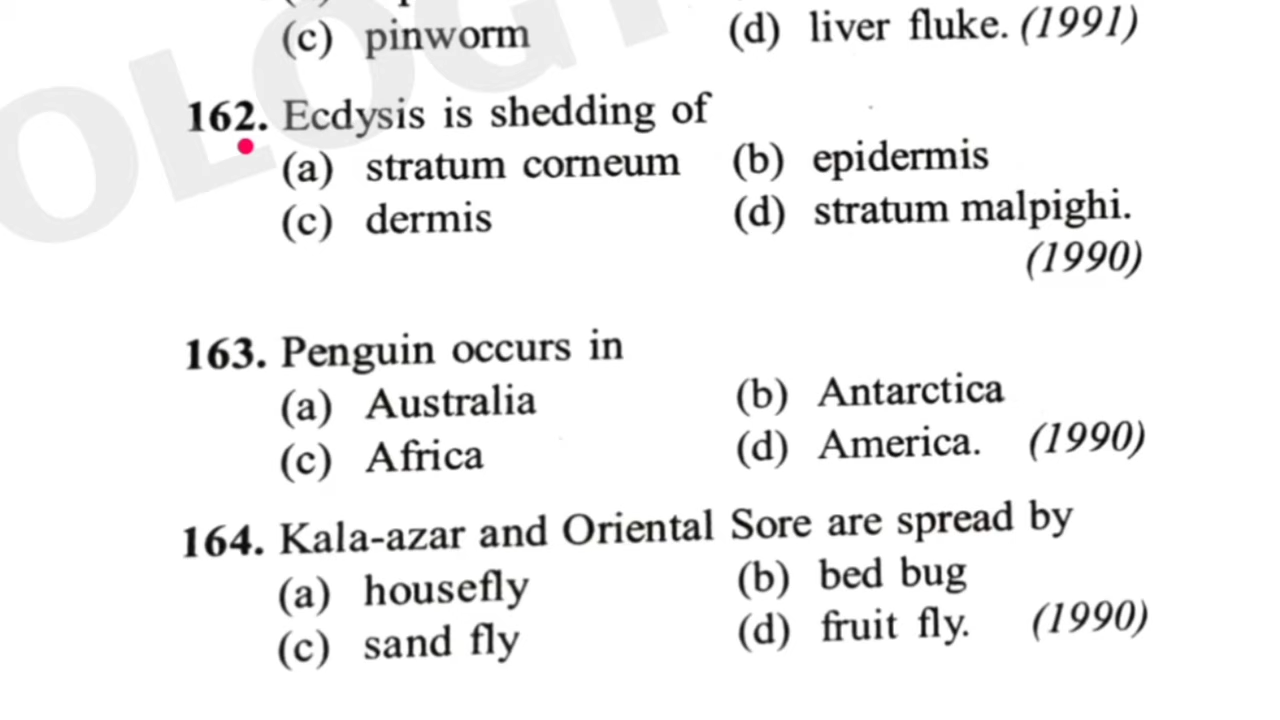 (c) pinworm (d) liver fluke. (1991)
162. Ecdysis is shedding of
(a) stratum corneum (b) epidermis
(c) dermis (d) stratum malpighi.
(1990)
163. Penguin occurs in
(a) Australia (b) Antarctica
(c) Africa (d) America. (1990)
164. Kala-azar and Oriental Sore are spread by
(a) housefly (b) bed bug
(c) sand fly (d) fruit fly. (1990)